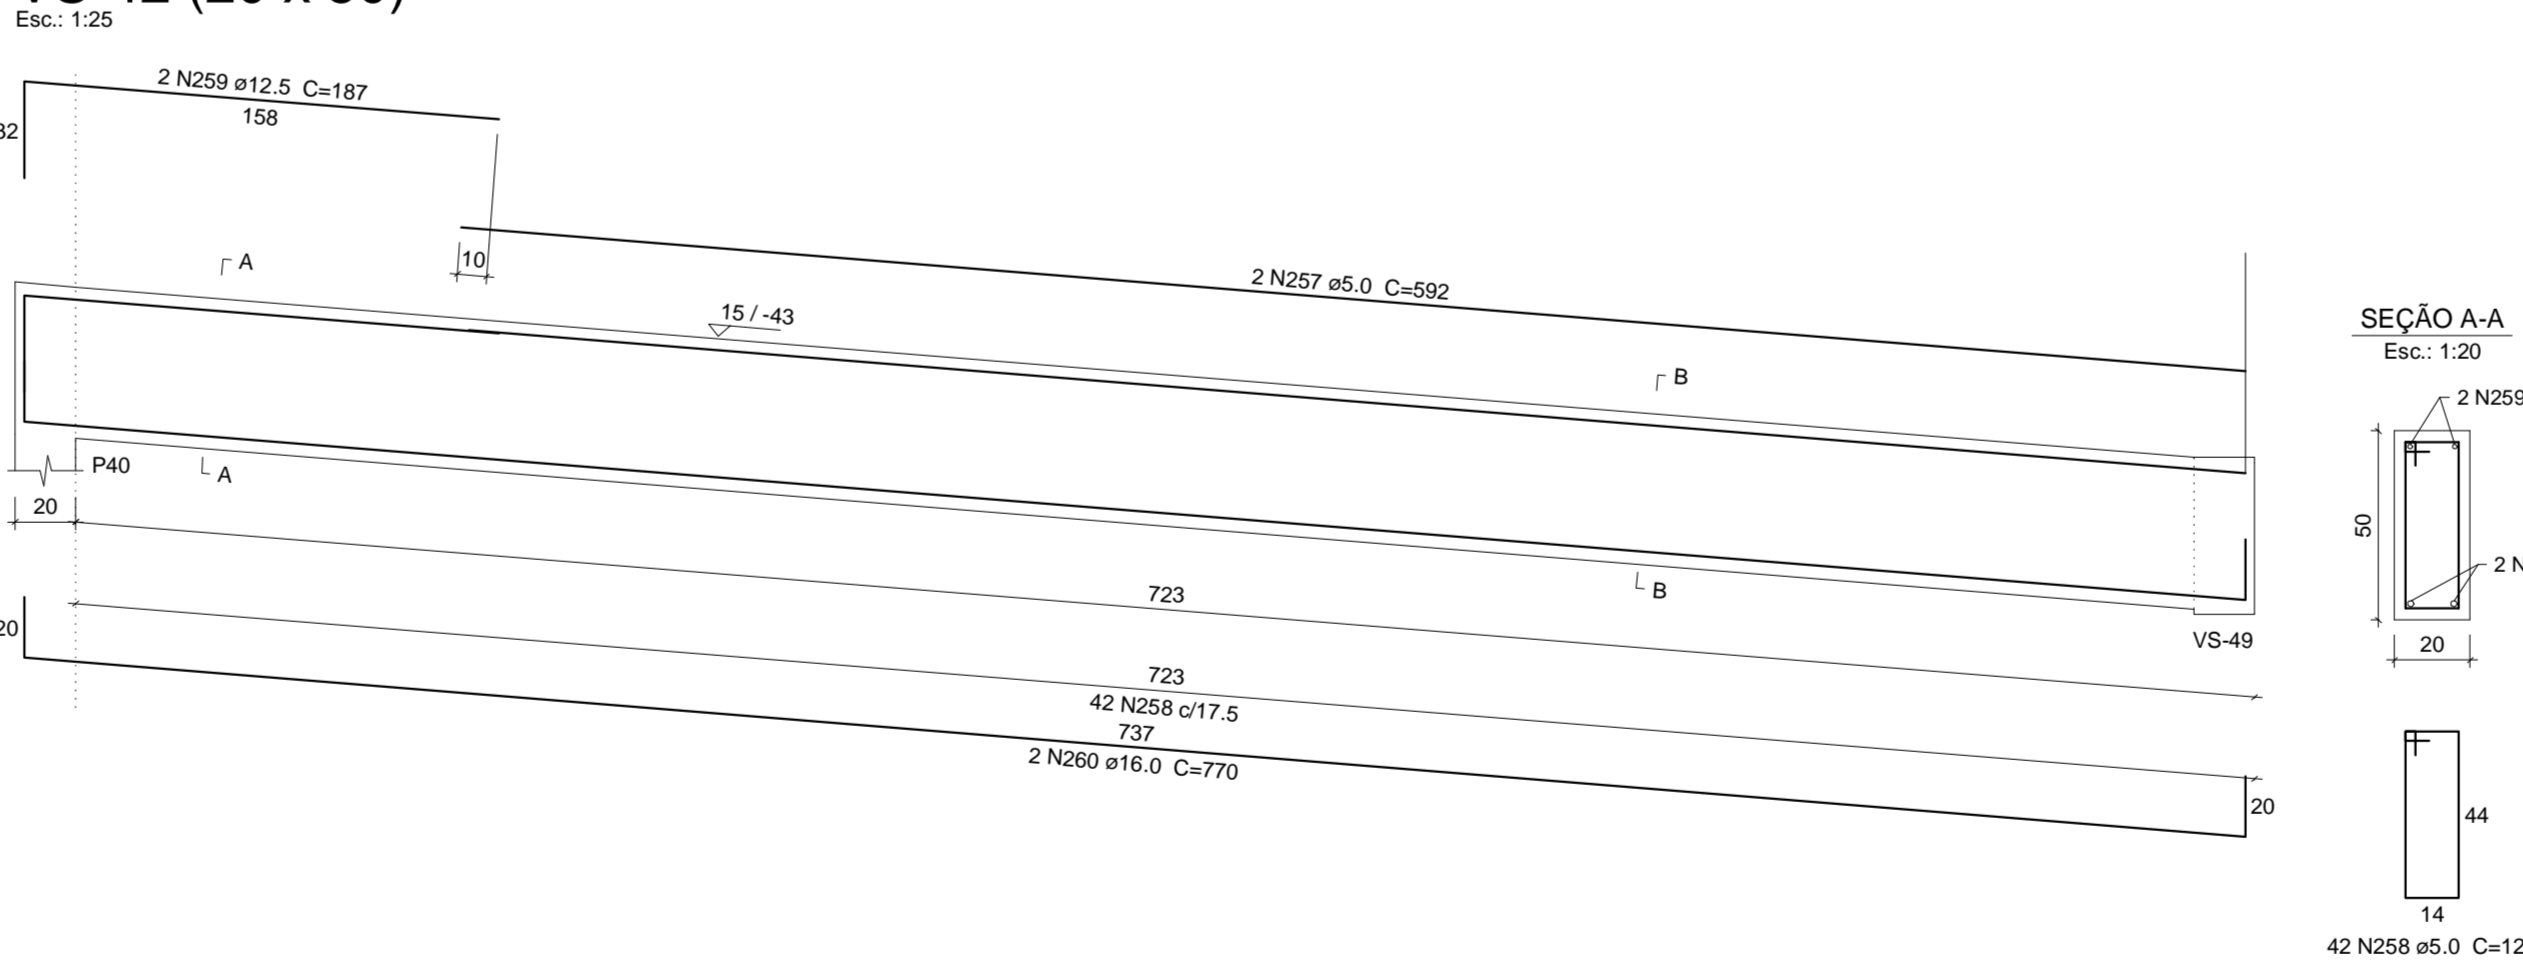 Esc.: 1:25
2 N259 ø12.5 C=187
158
32
10
A
2 N257 ø5.0 C=592
15 / -43
B
SEÇÃO A-A
Esc.: 1:20
2 N259
P40
A
20
50
2 N
B
723
VS-49
20
20
723
42 N258 c/17.5
737
2 N260 ø16.0 C=770
20
44
14
42 N258 ø5.0 C=12